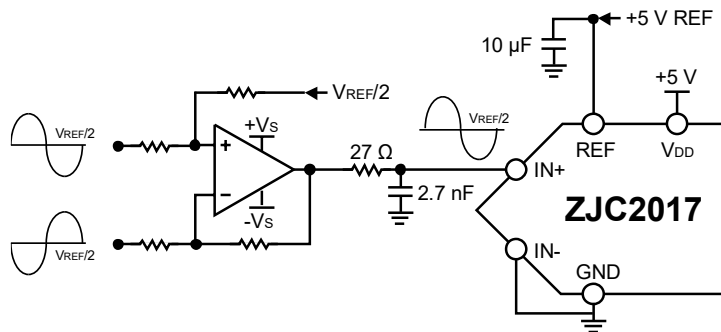 +5 V REF
10 µF
VREF/2
+5 V
VREF/2
+VS
VREF/2
27 Ω
REF
VDD
+
IN+
2.7 nF
ZJC2017
−
-VS
VREF/2
IN-
GND